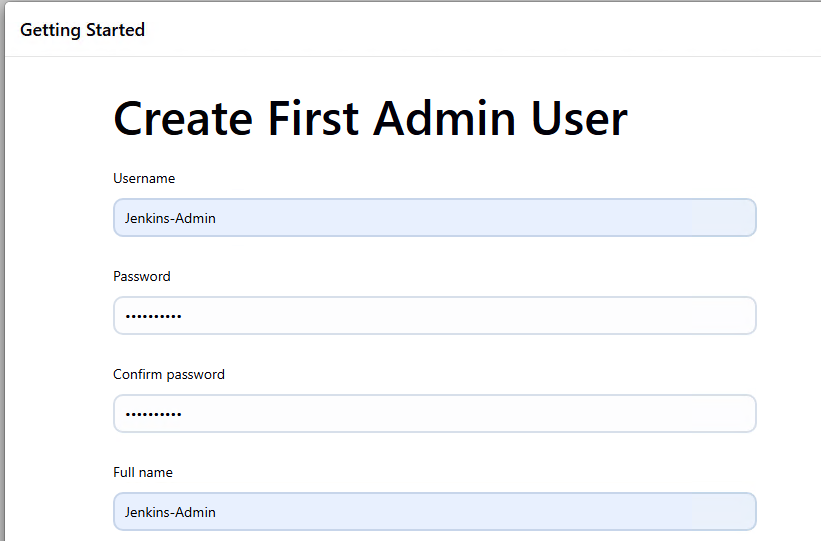 Getting Started
Create First Admin User
Username
Jenkins-Admin
Password
••••••••••
Confirm password
••••••••••
Full name
Jenkins-Admin